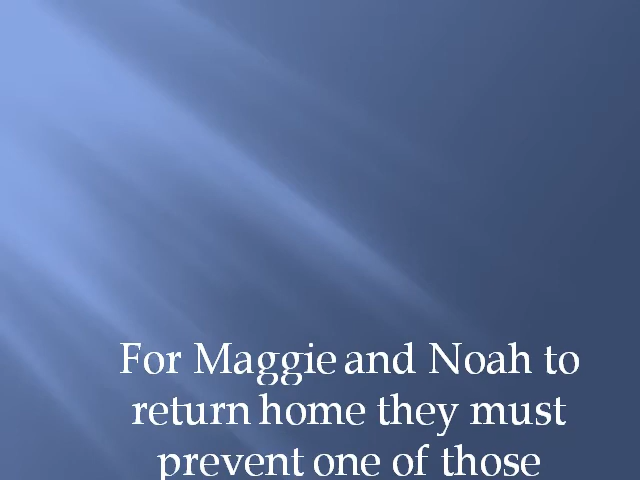 For Maggie and Noah to
return home they must
prevent one of those